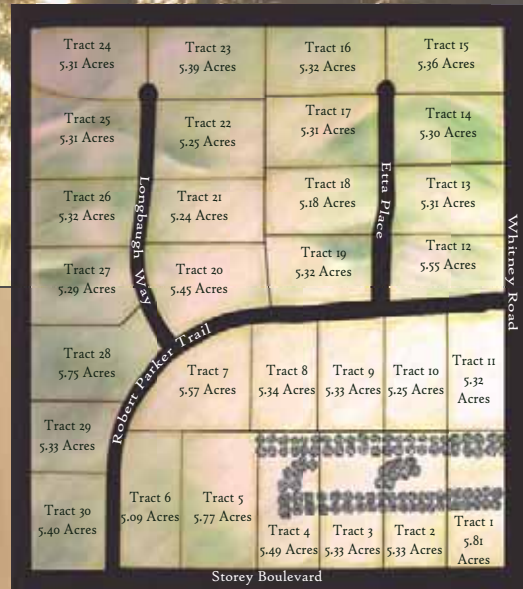 Tract 24
5.31 Acres
Tract 23
5.39 Acres
Tract 16
5.32 Acres
Tract 15
5.36 Acres
Tract 25
5.31 Acres
Tract 22
5.25 Acres
Tract 17
5.31 Acres
Tract 14
5.30 Acres
Tract 26
5.32 Acres
Tract 21
5.24 Acres
Tract 18
5.18 Acres
Tract 13
5.31 Acres
Longbaugh Way
Etta Place
Whitney Road
Tract 27
5.29 Acres
Tract 20
5.45 Acres
Tract 19
5.32 Acres
Tract 12
5.55 Acres
Robert Parker Trail
Tract 28
5.75 Acres
Tract 7
5.57 Acres
Tract 8
5.34 Acres
Tract 9
5.33 Acres
Tract 10
5.25 Acres
Tract 11
5.32
Acres
Tract 29
5.33 Acres
Tract 30
5.40 Acres
Tract 6
5.09 Acres
Tract 5
5.77 Acres
Tract 4
5.49 Acres
Tract 3
5.33 Acres
Tract 2
5.33 Acres
Tract 1
5.81
Acres
Storey Boulevard